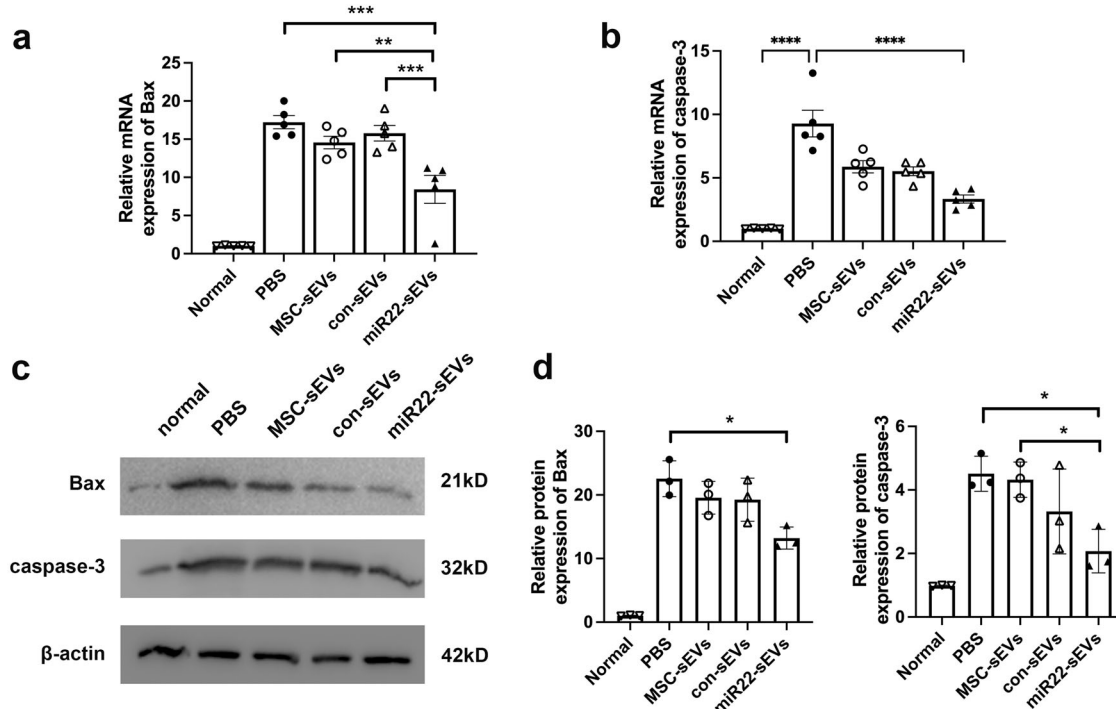 a
***
**
***
Relative mRNA
expression of Bax
25
20
15
10
5
0
Normal
PBS
MSC-sEVs
con-sEVs
miR22-sEVs
b
****
****
Relative mRNA
expression of caspase-3
15
10
5
0
Normal
PBS
MSC-sEVs
con-sEVs
miR22-sEVs
c
normal
PBS
MSC-sEVs
con-sEVs
miR22-sEVs
Bax
21kD
caspase-3
32kD
β-actin
42kD
d
*
Relative protein
expression of Bax
30
20
10
0
Normal
PBS
MSC-sEVs
con-sEVs
miR22-sEVs
*
*
Relative protein
expression of caspase-3
6
4
2
0
Normal
PBS
MSC-sEVs
con-sEVs
miR22-sEVs